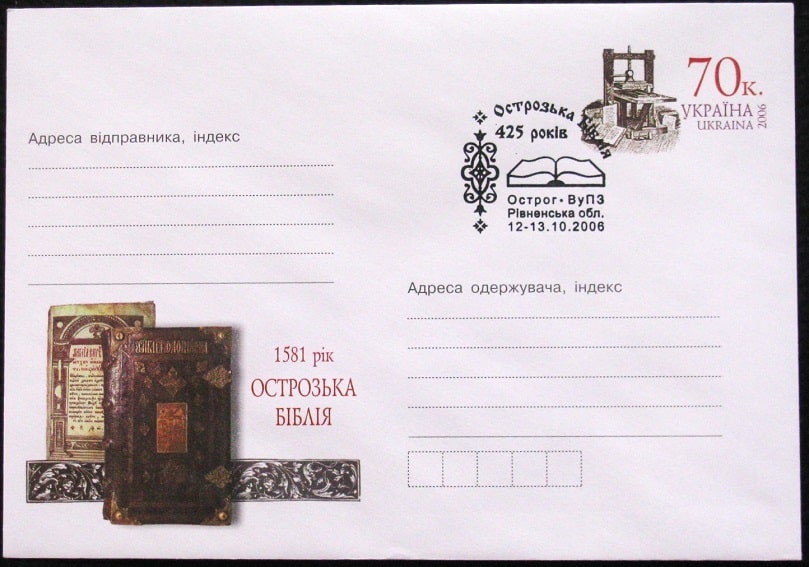 70к.
УКРАЇНА
UKRAINA
2006
Острозька Біблія
425 років
Острог • ВуПЗ
Рівненська обл.
12-13.10.2006
Адреса відправника, індекс
Адреса одержувача, індекс
1581 рік
ОСТРОЗЬКА
БІБЛІЯ